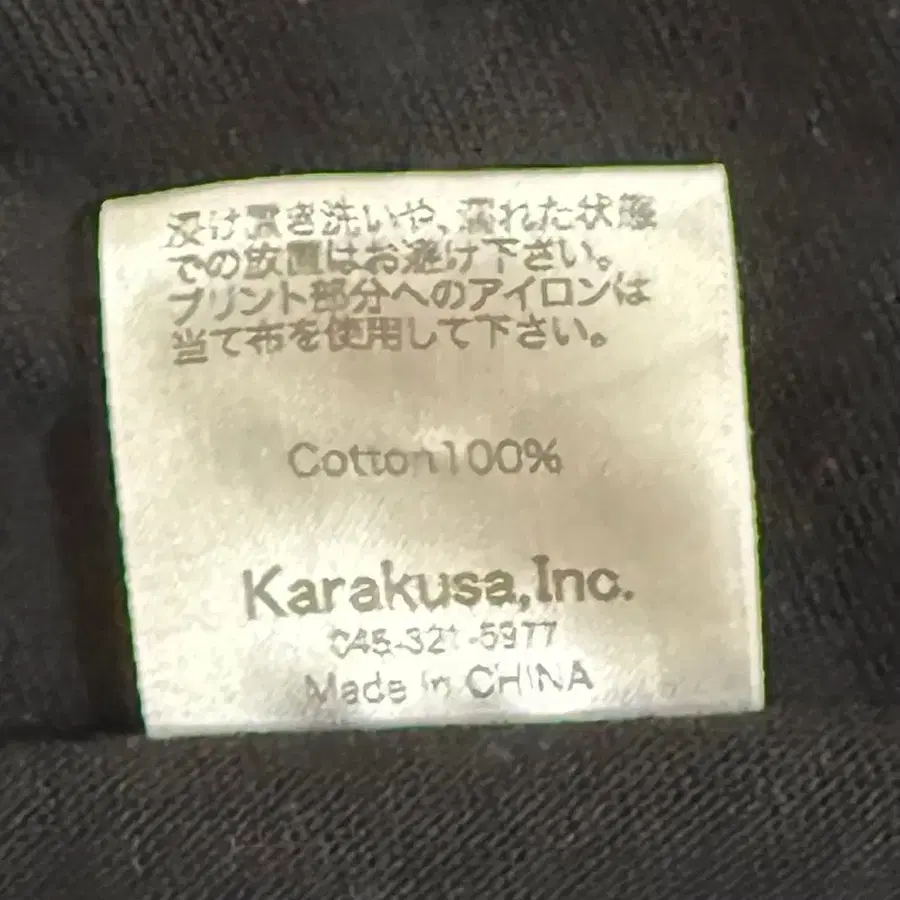 浸け置き洗いや、濡れた状態
での放置はお避け下さい。
プリント部分へのアイロンは
当て布を使用して下さい。
Cotton100%
Karakusa,Inc.
045-321-5977
Made in CHINA